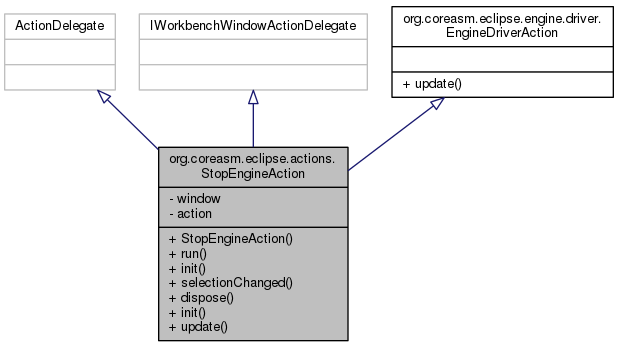 ActionDelegate
IWorkbenchWindowActionDelegate
org.coreasm.eclipse.engine.driver.
EngineDriverAction
+ update()
org.coreasm.eclipse.actions.
StopEngineAction
- window
- action
+ StopEngineAction()
+ run()
+ init()
+ selectionChanged()
+ dispose()
+ init()
+ update()